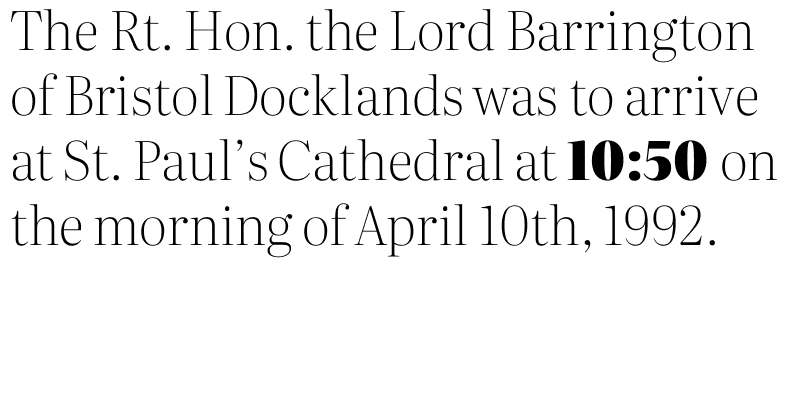 The Rt. Hon. the Lord Barrington
of Bristol Docklands was to arrive
at St. Paul’s Cathedral at 10:50 on
the morning of April 10th, 1992.